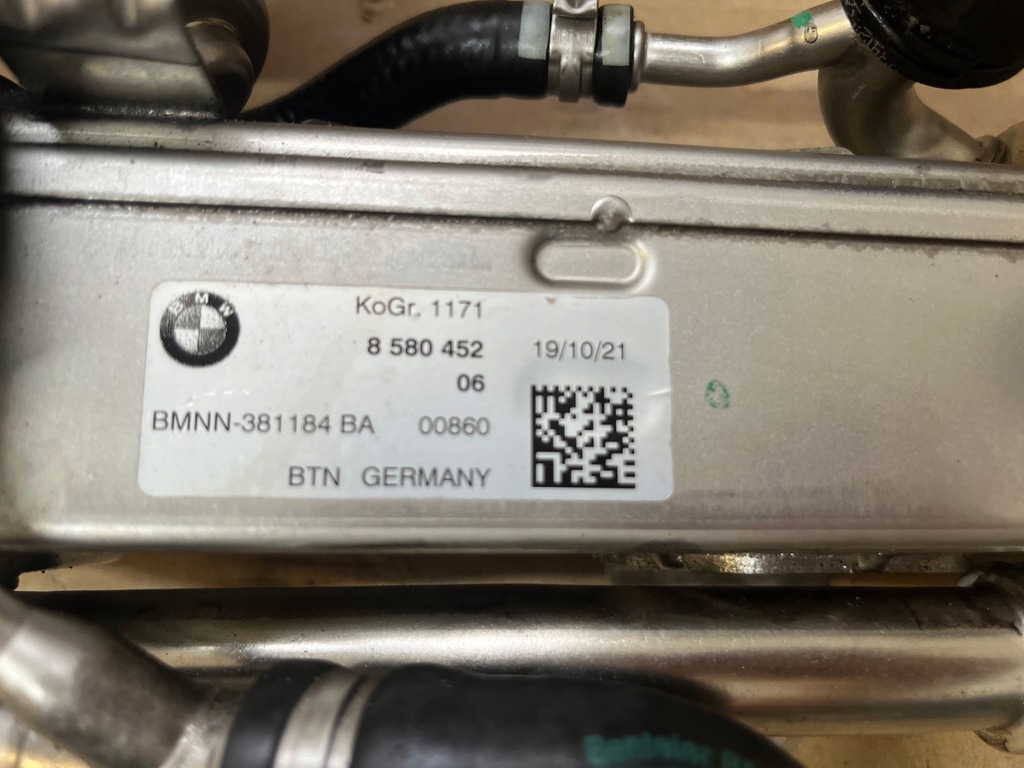 BMW
KoGr. 1171
8 580 452 19/10/21
06
BMNN-381184 BA 00860
BTN GERMANY